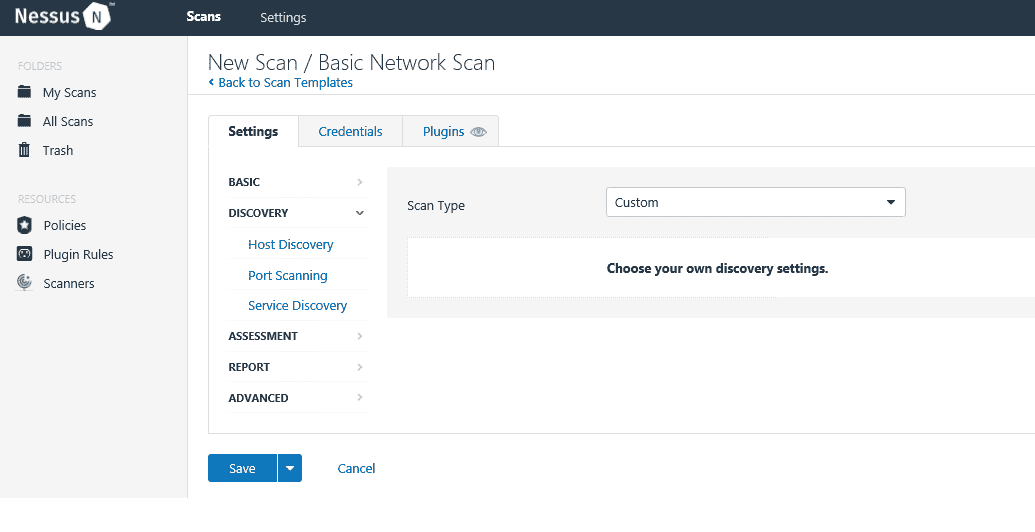 Nessus N ™
Scans
Settings
FOLDERS
My Scans
All Scans
Trash
RESOURCES
Policies
Plugin Rules
Scanners
New Scan / Basic Network Scan
Back to Scan Templates
Settings
Credentials
Plugins
BASIC
DISCOVERY
Host Discovery
Port Scanning
Service Discovery
ASSESSMENT
REPORT
ADVANCED
Scan Type
Custom
Choose your own discovery settings.
Save
Cancel